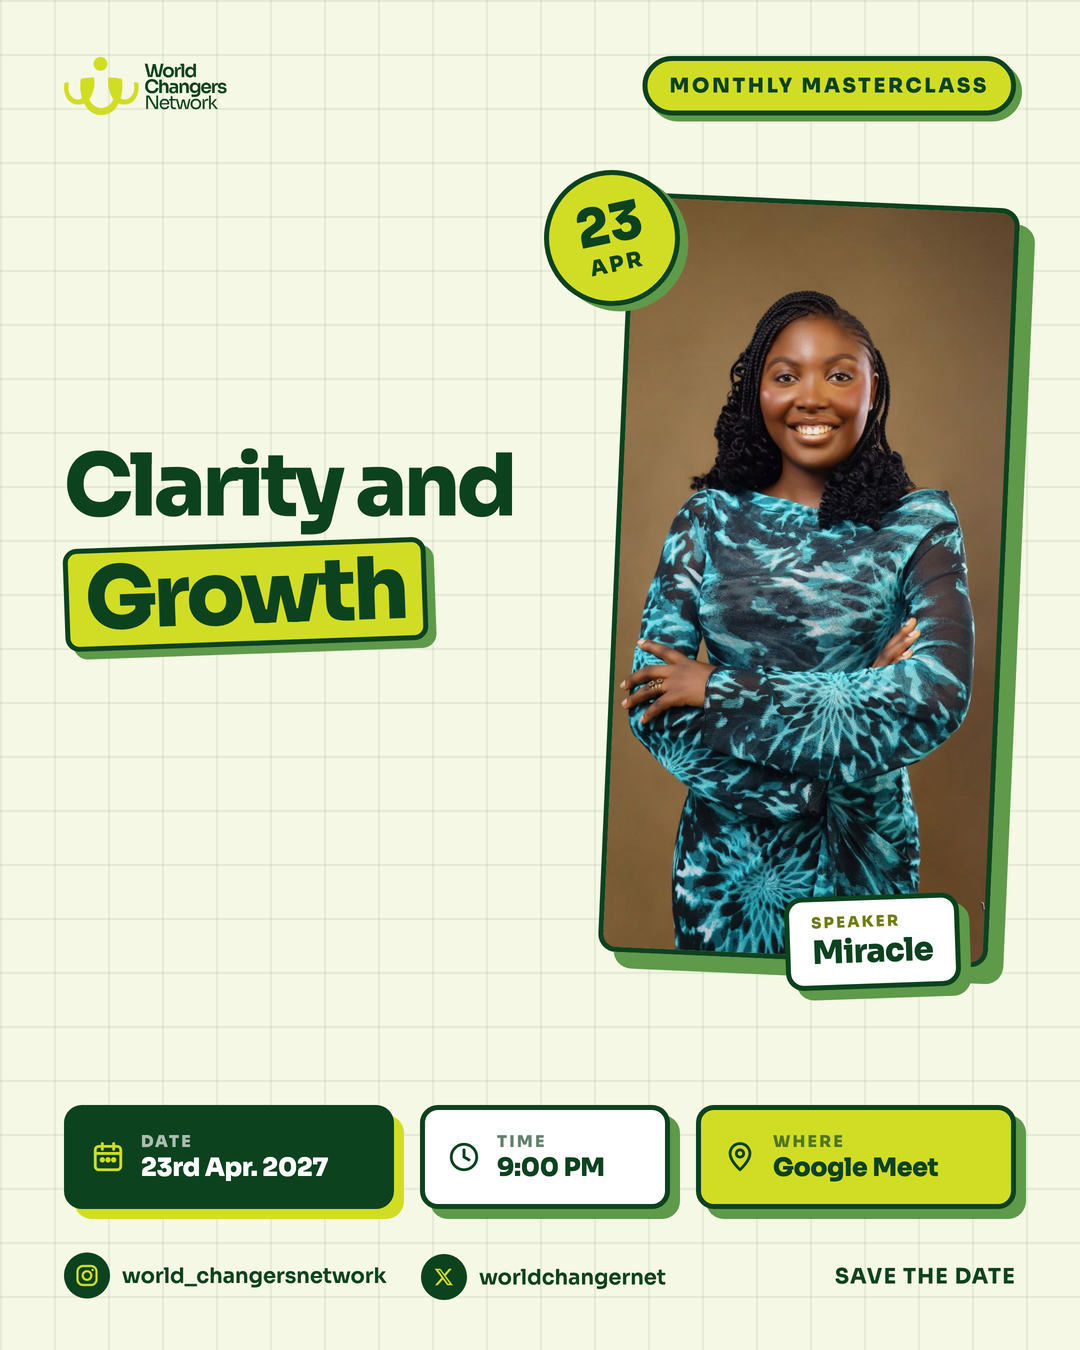 World
Changers
Network
MONTHLY MASTERCLASS
23
APR
Clarity and
Growth
SPEAKER
Miracle
DATE
23rd Apr. 2027
TIME
9:00 PM
WHERE
Google Meet
world_changersnetwork
worldchangernet
SAVE THE DATE